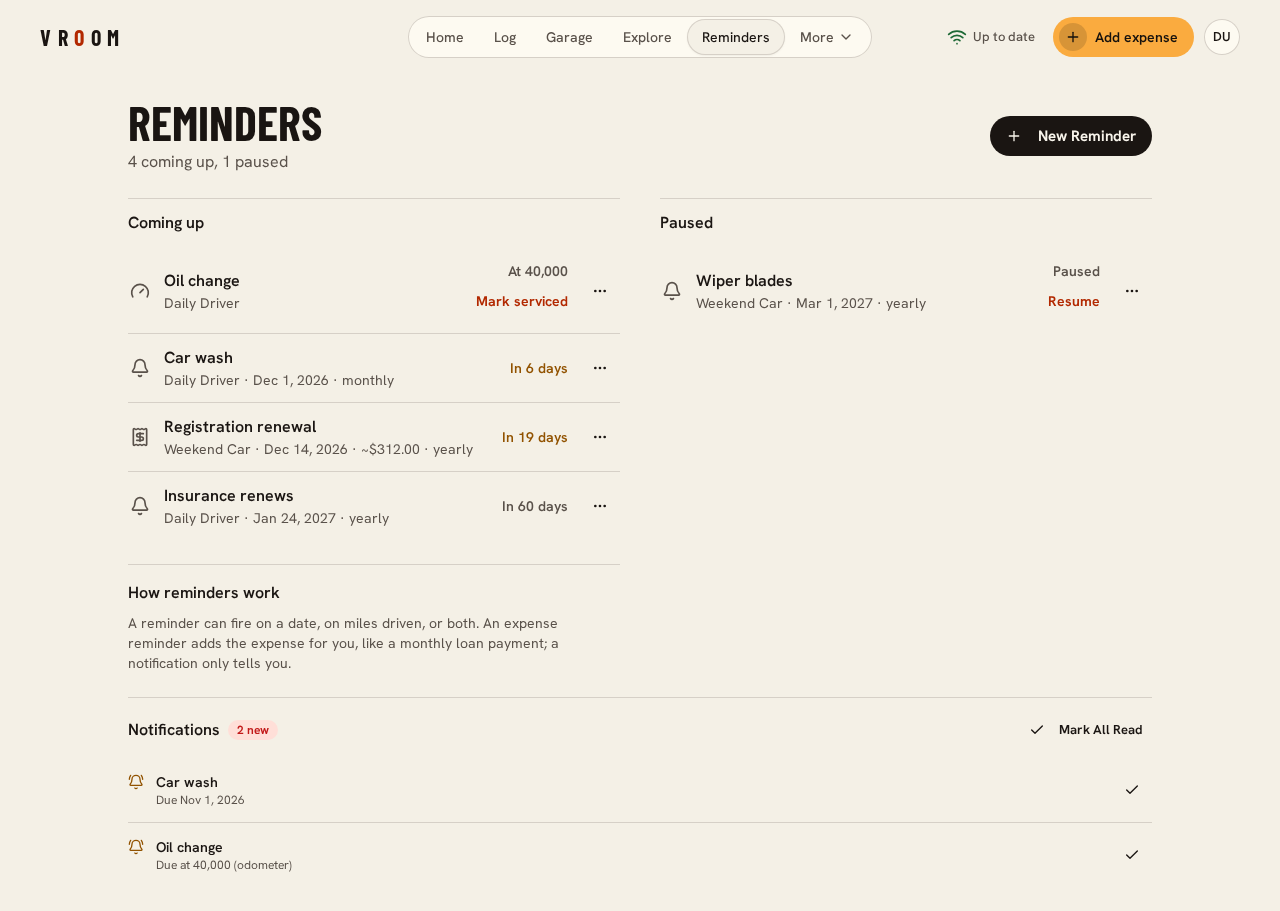 VROOM
Home
Log
Garage
Explore
Reminders
More
Up to date
Add expense
DU
REMINDERS
4 coming up, 1 paused
New Reminder
Coming up
Oil change
Daily Driver
At 40,000
Mark serviced
Car wash
Daily Driver · Dec 1, 2026 · monthly
In 6 days
Registration renewal
Weekend Car · Dec 14, 2026 · ~$312.00 · yearly
In 19 days
Insurance renews
Daily Driver · Jan 24, 2027 · yearly
In 60 days
Paused
Wiper blades
Weekend Car · Mar 1, 2027 · yearly
Paused
Resume
How reminders work
A reminder can fire on a date, on miles driven, or both. An expense
reminder adds the expense for you, like a monthly loan payment; a
notification only tells you.
Notifications
2 new
Mark All Read
Car wash
Due Nov 1, 2026
Oil change
Due at 40,000 (odometer)